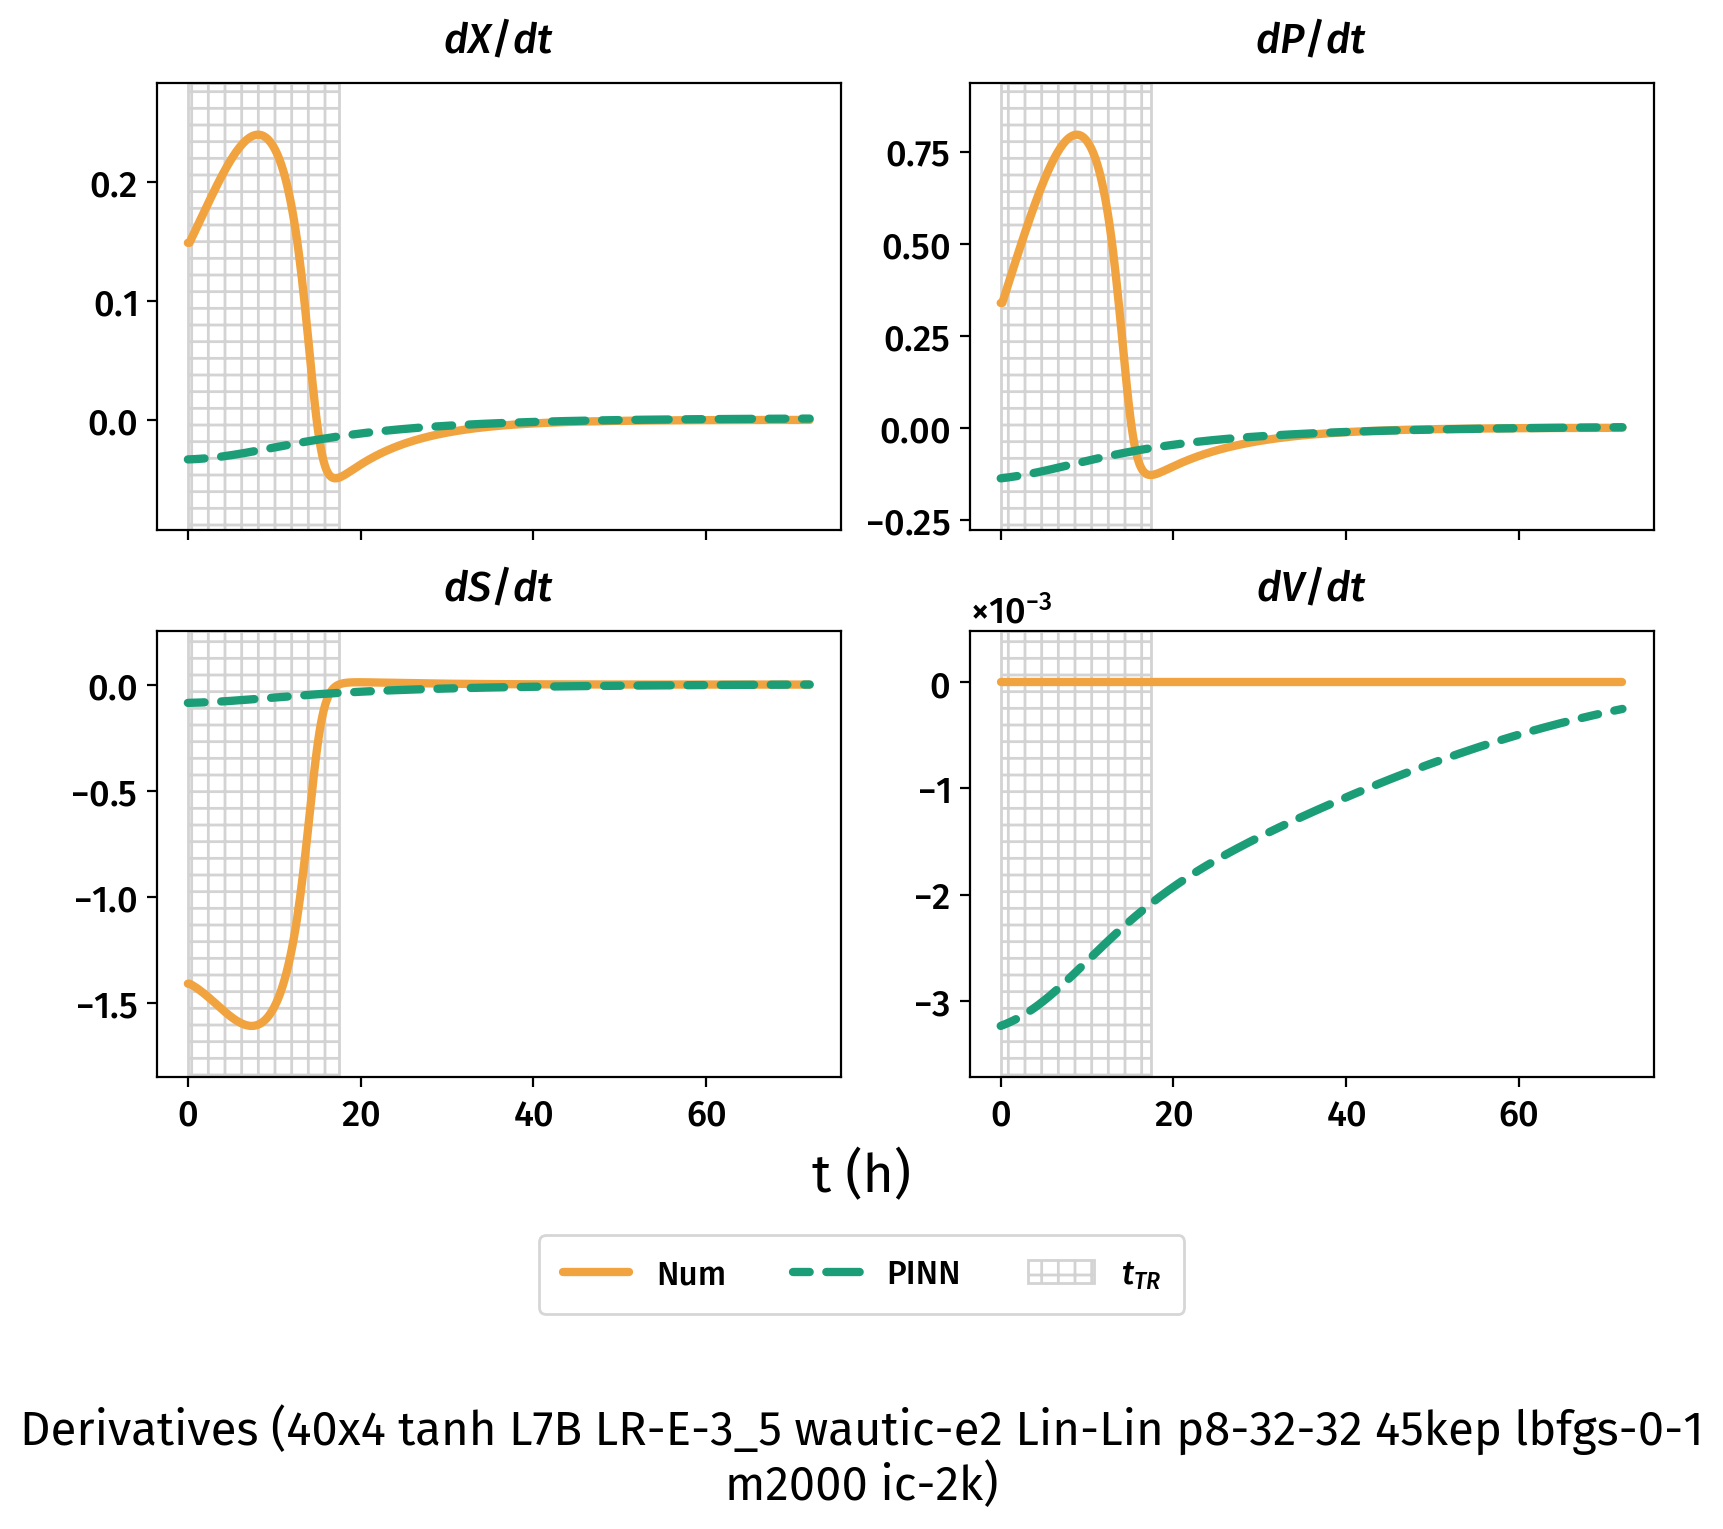 dX/dt
dP/dt
0.2
0.1
0.0
0.75
0.50
0.25
0.00
−0.25
dS/dt
dV/dt
×10⁻³
0.0
−0.5
−1.0
−1.5
0
−1
−2
−3
0 20 40 60
0 20 40 60
t (h)
Num PINN t_TR
Derivatives (40x4 tanh L7B LR-E-3_5 wautic-e2 Lin-Lin p8-32-32 45kep lbfgs-0-1
m2000 ic-2k)